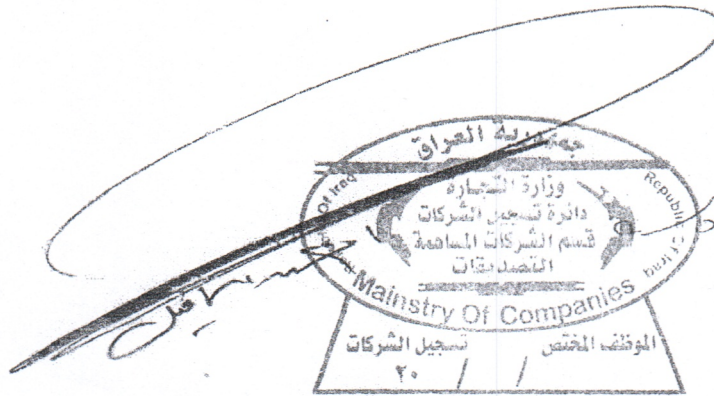 جمهورية العراق
Republic Of Iraq
وزارة التجارة
دائرة تسجيل الشركات
قسم الشركات المساهمة
التصديقات
Mainstry Of Companies
الموظف المختص
تسجيل الشركات
/ / ٢٠